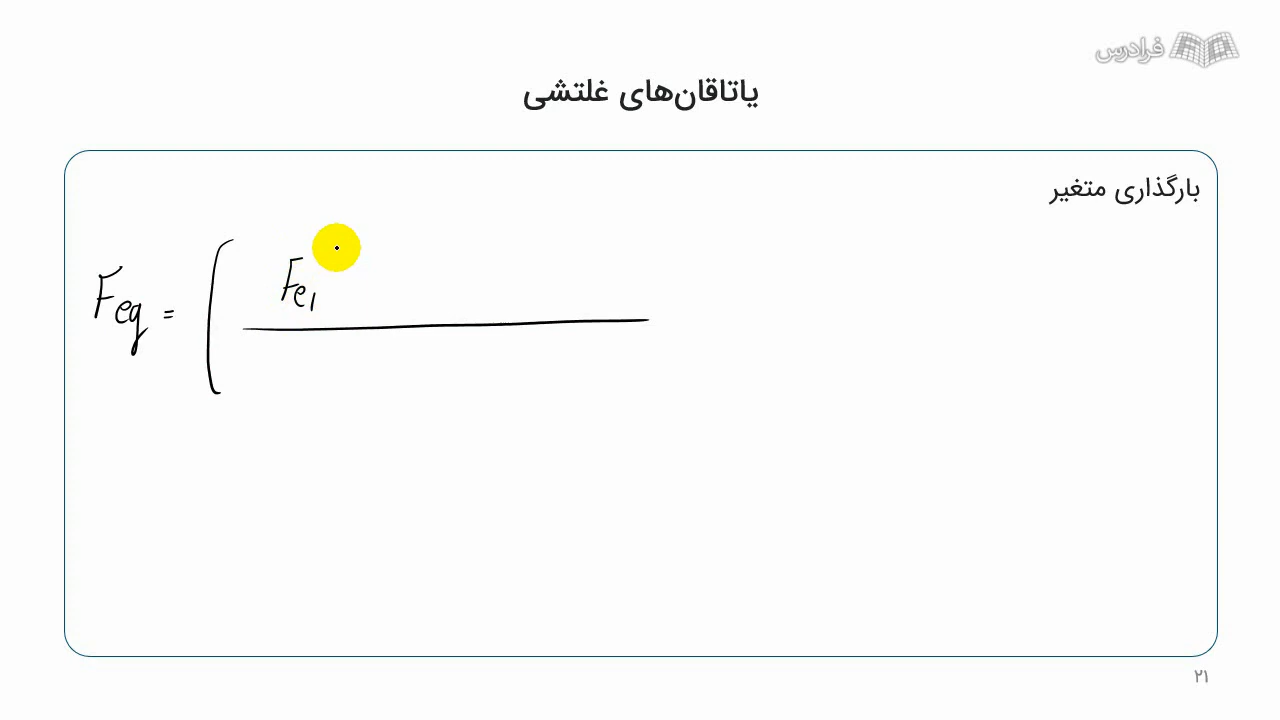 فرادرس
یاتاقان‌های غلتشی
بارگذاری متغیر
Feq = ( Fe1
۲۱